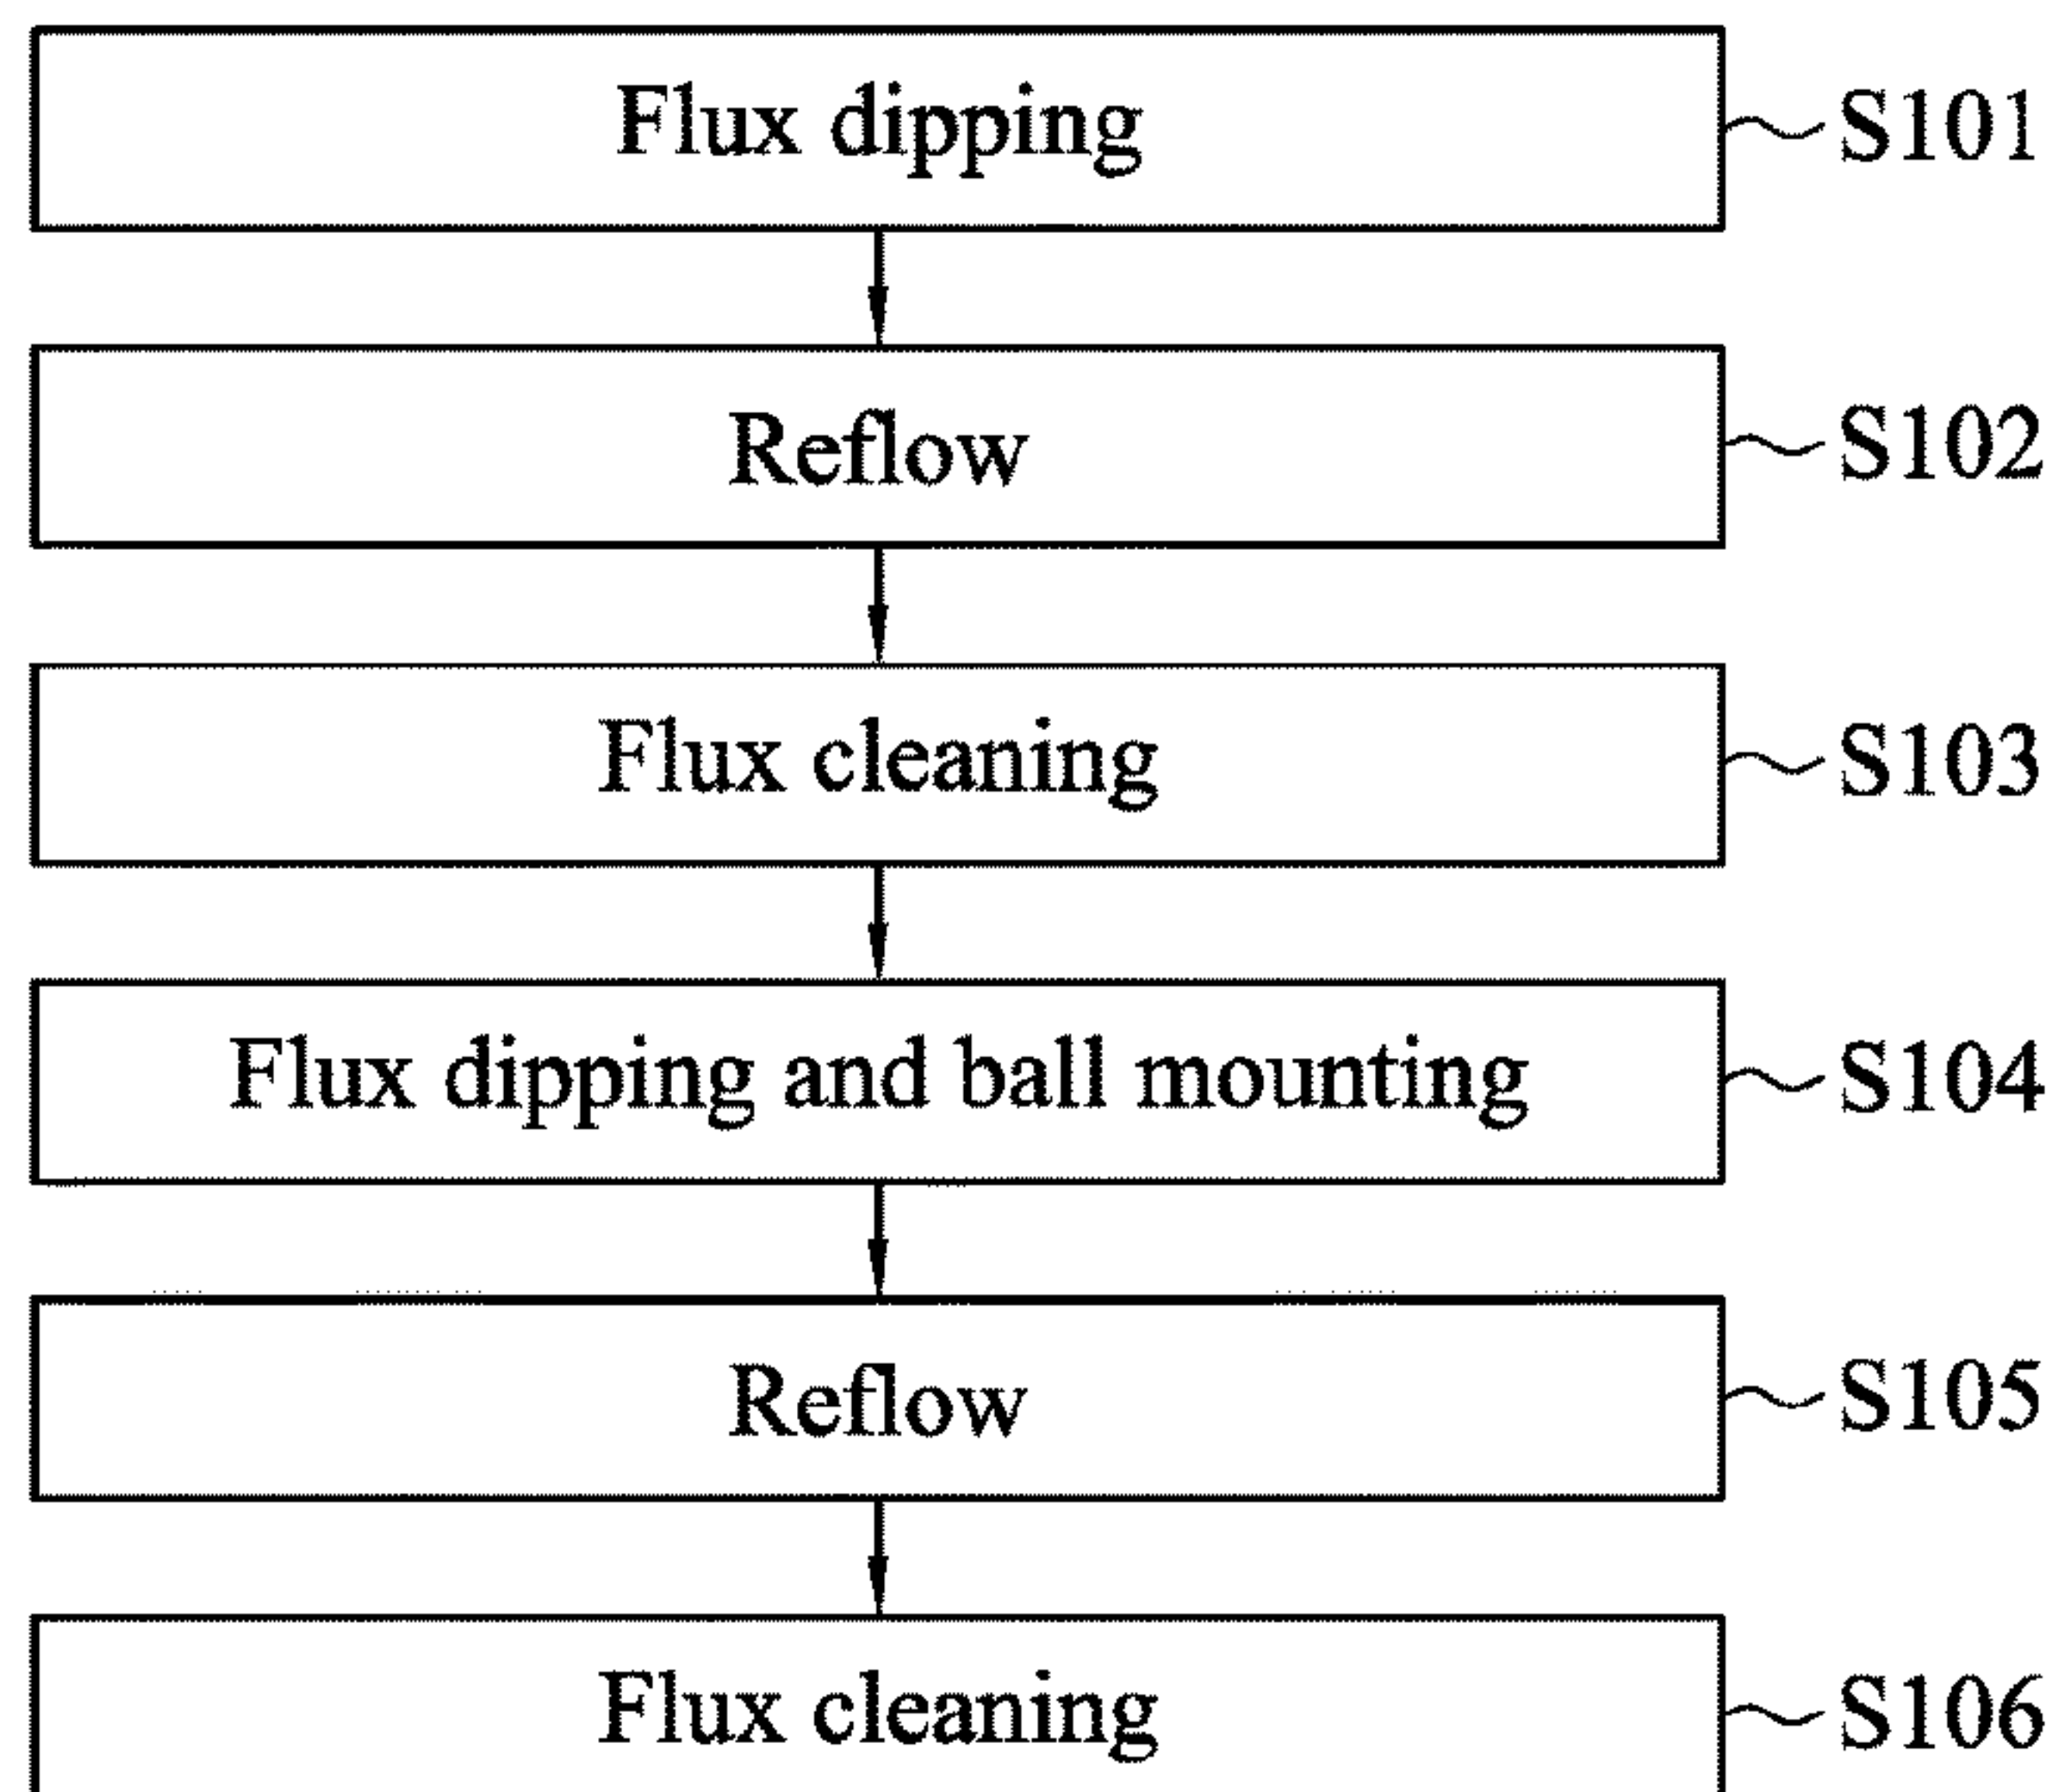 Flux dipping S101
Reflow S102
Flux cleaning S103
Flux dipping and ball mounting S104
Reflow S105
Flux cleaning S106